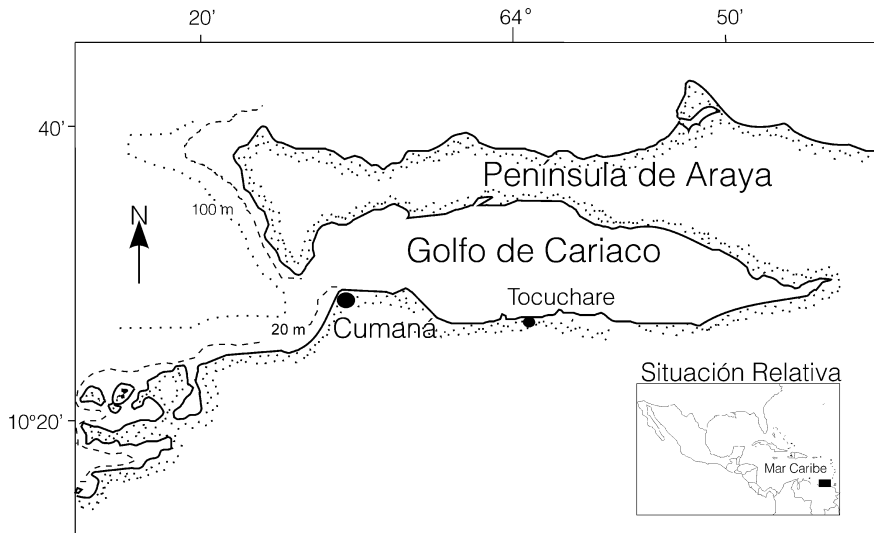 20’ 64° 50’
40’
Península de Araya
100 m
N
Golfo de Cariaco
Tocuchare
20 m
Cumaná
Situación Relativa
10°20’
Mar Caribe